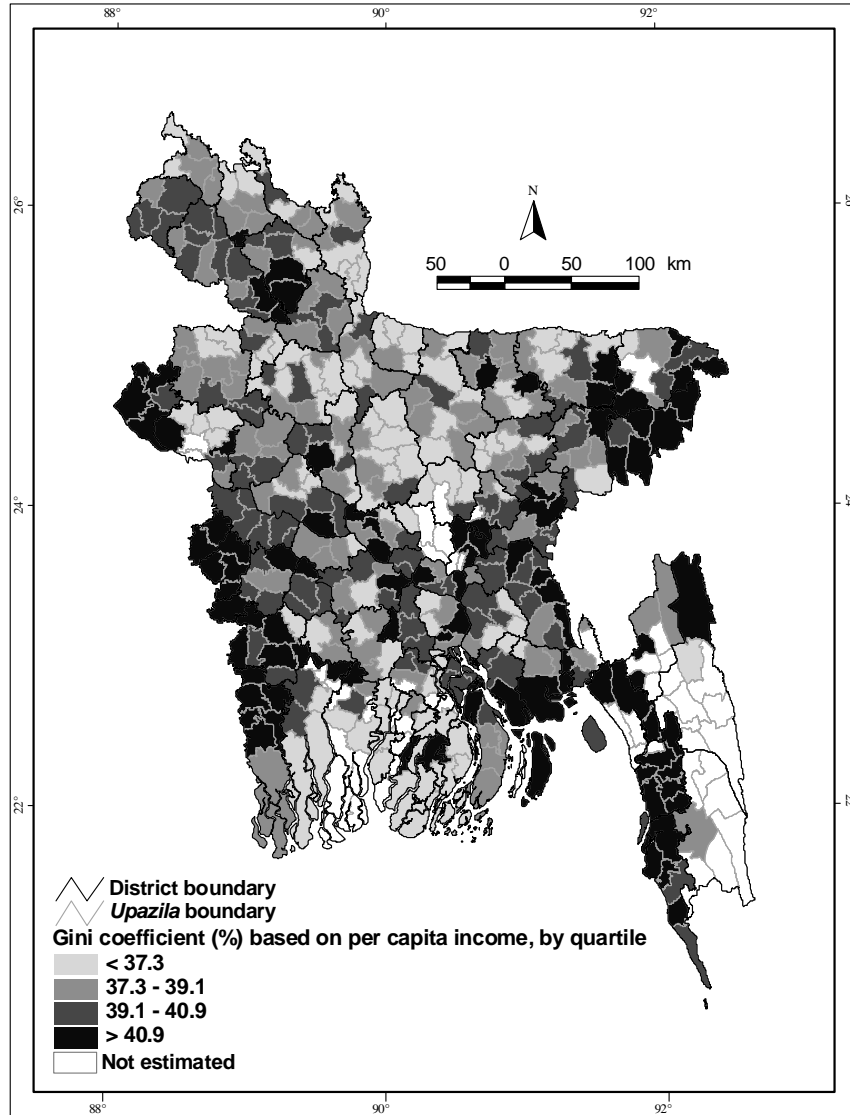 88° 90° 92°
26°
N
50 0 50 100 km
24°
22°
District boundary
Upazila boundary
Gini coefficient (%) based on per capita income, by quartile
< 37.3
37.3 - 39.1
39.1 - 40.9
> 40.9
Not estimated
88° 90° 92°